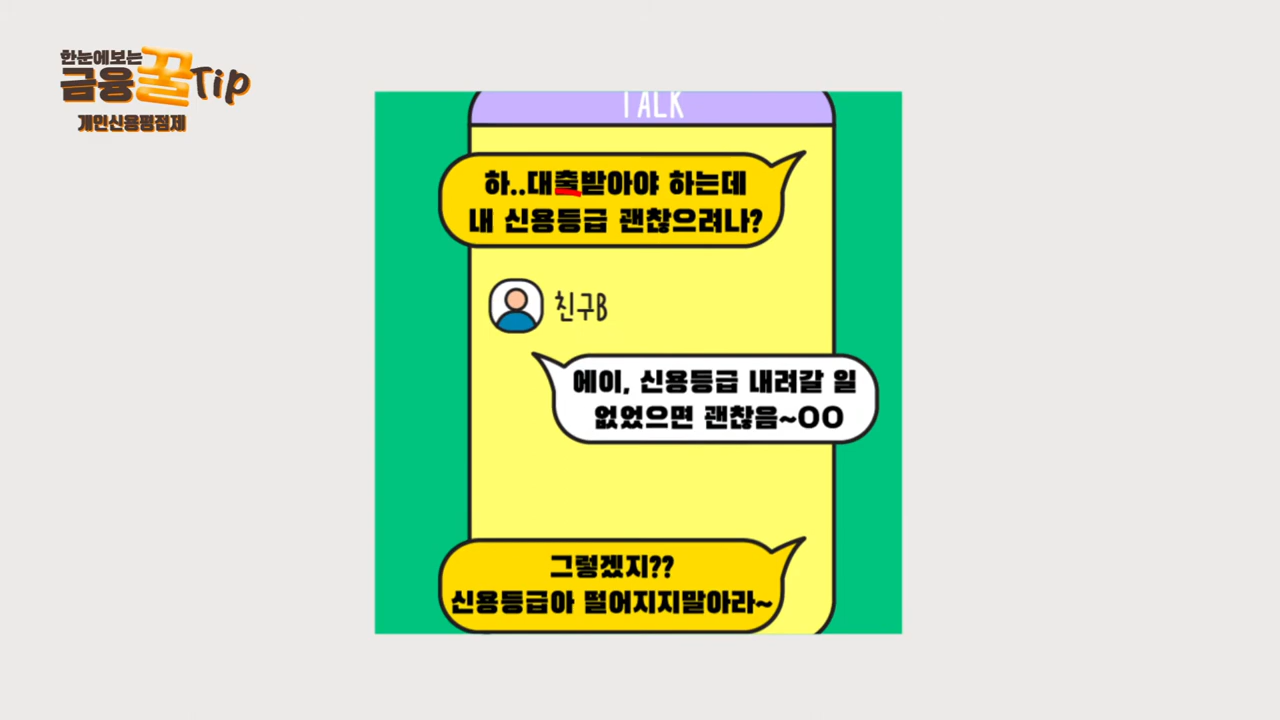 한눈에보는
금융꿀Tip
개인신용평점제
TALK
하..대출받아야 하는데
내 신용등급 괜찮으려나?
친구B
에이, 신용등급 내려갈 일
없었으면 괜찮음~OO
그렇겠지??
신용등급아 떨어지지말아라~